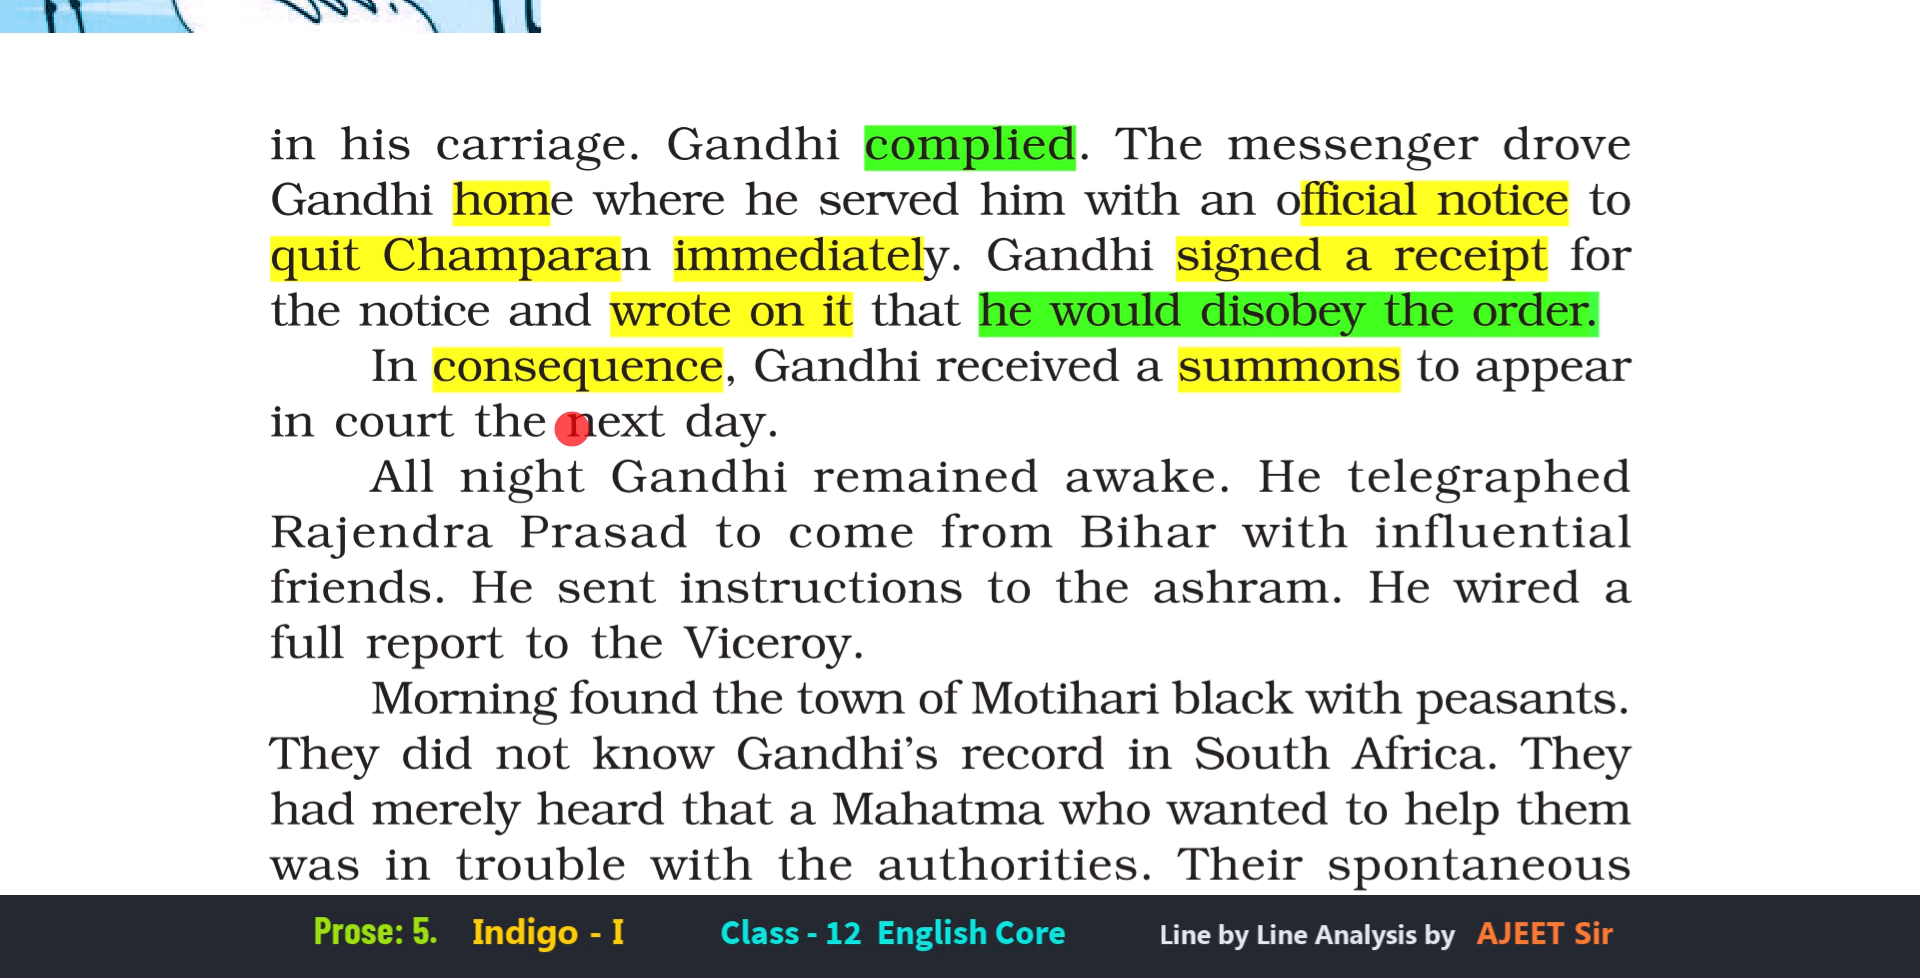 in his carriage. Gandhi complied. The messenger drove
Gandhi home where he served him with an official notice to
quit Champaran immediately. Gandhi signed a receipt for
the notice and wrote on it that he would disobey the order.
In consequence, Gandhi received a summons to appear
in court the next day.
All night Gandhi remained awake. He telegraphed
Rajendra Prasad to come from Bihar with influential
friends. He sent instructions to the ashram. He wired a
full report to the Viceroy.
Morning found the town of Motihari black with peasants.
They did not know Gandhi’s record in South Africa. They
had merely heard that a Mahatma who wanted to help them
was in trouble with the authorities. Their spontaneous
Prose: 5. Indigo - I Class - 12 English Core Line by Line Analysis by AJEET Sir